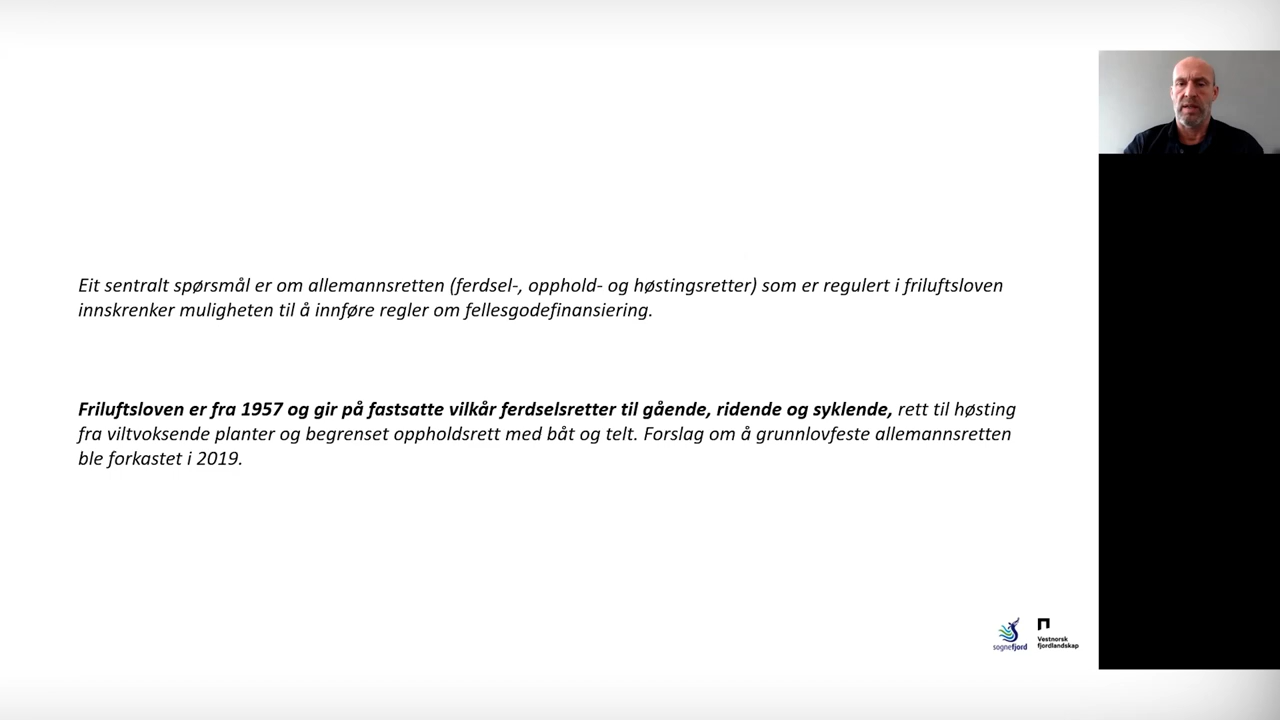 Eit sentralt spørsmål er om allemannsretten (ferdsel-, opphold- og høstingsretter) som er regulert i friluftsloven
innskrenker muligheten til å innføre regler om fellesgodefinansiering.
Friluftsloven er fra 1957 og gir på fastsatte vilkår ferdselsretter til gående, ridende og syklende, rett til høsting
fra viltvoksende planter og begrenset oppholdsrett med båt og telt. Forslag om å grunnlovfeste allemannsretten
ble forkastet i 2019.
sognefjord
Vestnorsk
fjordlandskap